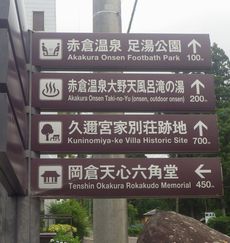 赤倉温泉 足湯公園
Akakura Onsen Footbath Park
100m
赤倉温泉大野天風呂滝の湯
Akakura Onsen Taki-no-Yu (onsen, outdoor onsen)
200m
久邇宮家別荘跡地
Kuninomiya-ke Villa Historic Site
700m
岡倉天心六角堂
Tenshin Okakura Rokakudo Memorial
450m